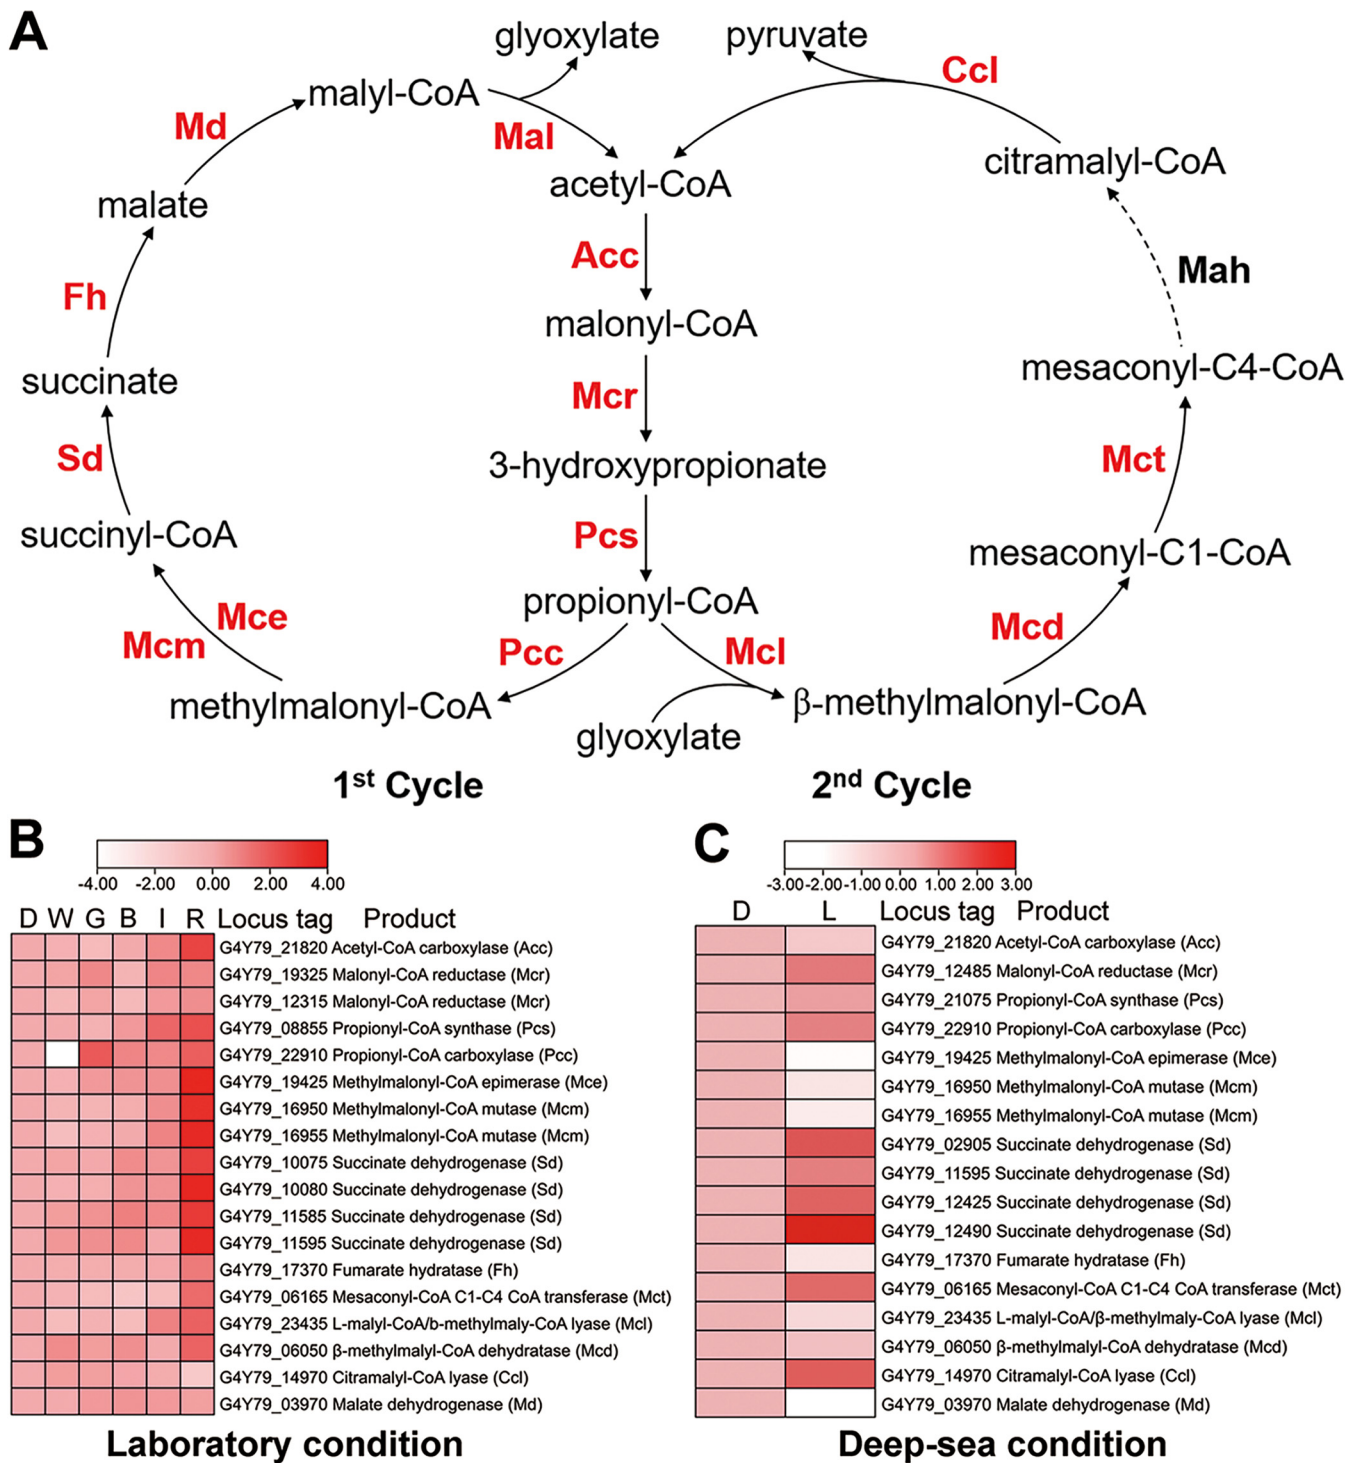 A
glyoxylate
pyruvate
Ccl
malyl-CoA
Md
Mal
citramalyl-CoA
acetyl-CoA
malate
Acc
Mah
Fh
malonyl-CoA
mesaconyl-C4-CoA
succinate
Mcr
Sd
Mct
3-hydroxypropionate
succinyl-CoA
Pcs
mesaconyl-C1-CoA
propionyl-CoA
Mce
Mcm
Pcc
Mcl
Mcd
methylmalonyl-CoA
β-methylmalonyl-CoA
glyoxylate
1st Cycle
2nd Cycle
B
-4.00 -2.00 0.00 2.00 4.00
D W G B I R Locus tag Product
G4Y79_21820 Acetyl-CoA carboxylase (Acc)
G4Y79_19325 Malonyl-CoA reductase (Mcr)
G4Y79_12315 Malonyl-CoA reductase (Mcr)
G4Y79_08855 Propionyl-CoA synthase (Pcs)
G4Y79_22910 Propionyl-CoA carboxylase (Pcc)
G4Y79_19425 Methylmalonyl-CoA epimerase (Mce)
G4Y79_16950 Methylmalonyl-CoA mutase (Mcm)
G4Y79_16955 Methylmalonyl-CoA mutase (Mcm)
G4Y79_10075 Succinate dehydrogenase (Sd)
G4Y79_10080 Succinate dehydrogenase (Sd)
G4Y79_11585 Succinate dehydrogenase (Sd)
G4Y79_11595 Succinate dehydrogenase (Sd)
G4Y79_17370 Fumarate hydratase (Fh)
G4Y79_06165 Mesaconyl-CoA C1-C4 CoA transferase (Mct)
G4Y79_23435 L-malyl-CoA/b-methylmaly-CoA lyase (Mcl)
G4Y79_06050 β-methylmalyl-CoA dehydratase (Mcd)
G4Y79_14970 Citramalyl-CoA lyase (Ccl)
G4Y79_03970 Malate dehydrogenase (Md)
Laboratory condition
C
-3.00 -2.00 -1.00 0.00 1.00 2.00 3.00
D L Locus tag Product
G4Y79_21820 Acetyl-CoA carboxylase (Acc)
G4Y79_12485 Malonyl-CoA reductase (Mcr)
G4Y79_21075 Propionyl-CoA synthase (Pcs)
G4Y79_22910 Propionyl-CoA carboxylase (Pcc)
G4Y79_19425 Methylmalonyl-CoA epimerase (Mce)
G4Y79_16950 Methylmalonyl-CoA mutase (Mcm)
G4Y79_16955 Methylmalonyl-CoA mutase (Mcm)
G4Y79_02905 Succinate dehydrogenase (Sd)
G4Y79_11595 Succinate dehydrogenase (Sd)
G4Y79_12425 Succinate dehydrogenase (Sd)
G4Y79_12490 Succinate dehydrogenase (Sd)
G4Y79_17370 Fumarate hydratase (Fh)
G4Y79_06165 Mesaconyl-CoA C1-C4 CoA transferase (Mct)
G4Y79_23435 L-malyl-CoA/β-methylmaly-CoA lyase (Mcl)
G4Y79_06050 β-methylmalyl-CoA dehydratase (Mcd)
G4Y79_14970 Citramalyl-CoA lyase (Ccl)
G4Y79_03970 Malate dehydrogenase (Md)
Deep-sea condition